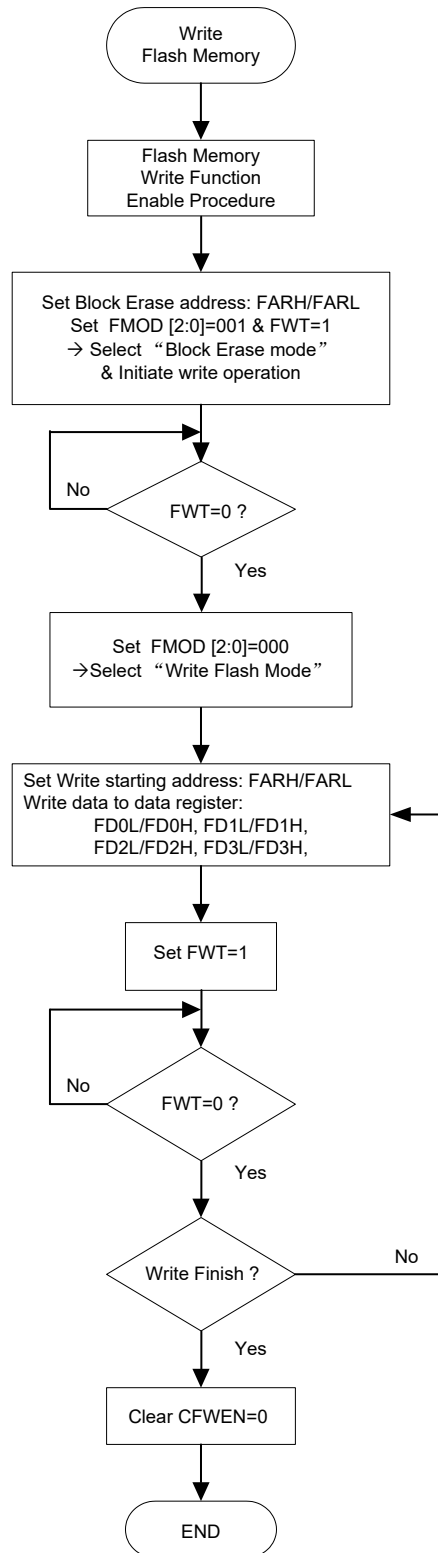 Write
Flash Memory
Flash Memory
Write Function
Enable Procedure
Set Block Erase address: FARH/FARL
Set FMOD [2:0]=001 & FWT=1
→ Select “Block Erase mode”
& Initiate write operation
No
FWT=0 ?
Yes
Set FMOD [2:0]=000
→Select “Write Flash Mode”
Set Write starting address: FARH/FARL
Write data to data register:
FD0L/FD0H, FD1L/FD1H,
FD2L/FD2H, FD3L/FD3H,
Set FWT=1
No
FWT=0 ?
Yes
Write Finish ?
No
Yes
Clear CFWEN=0
END